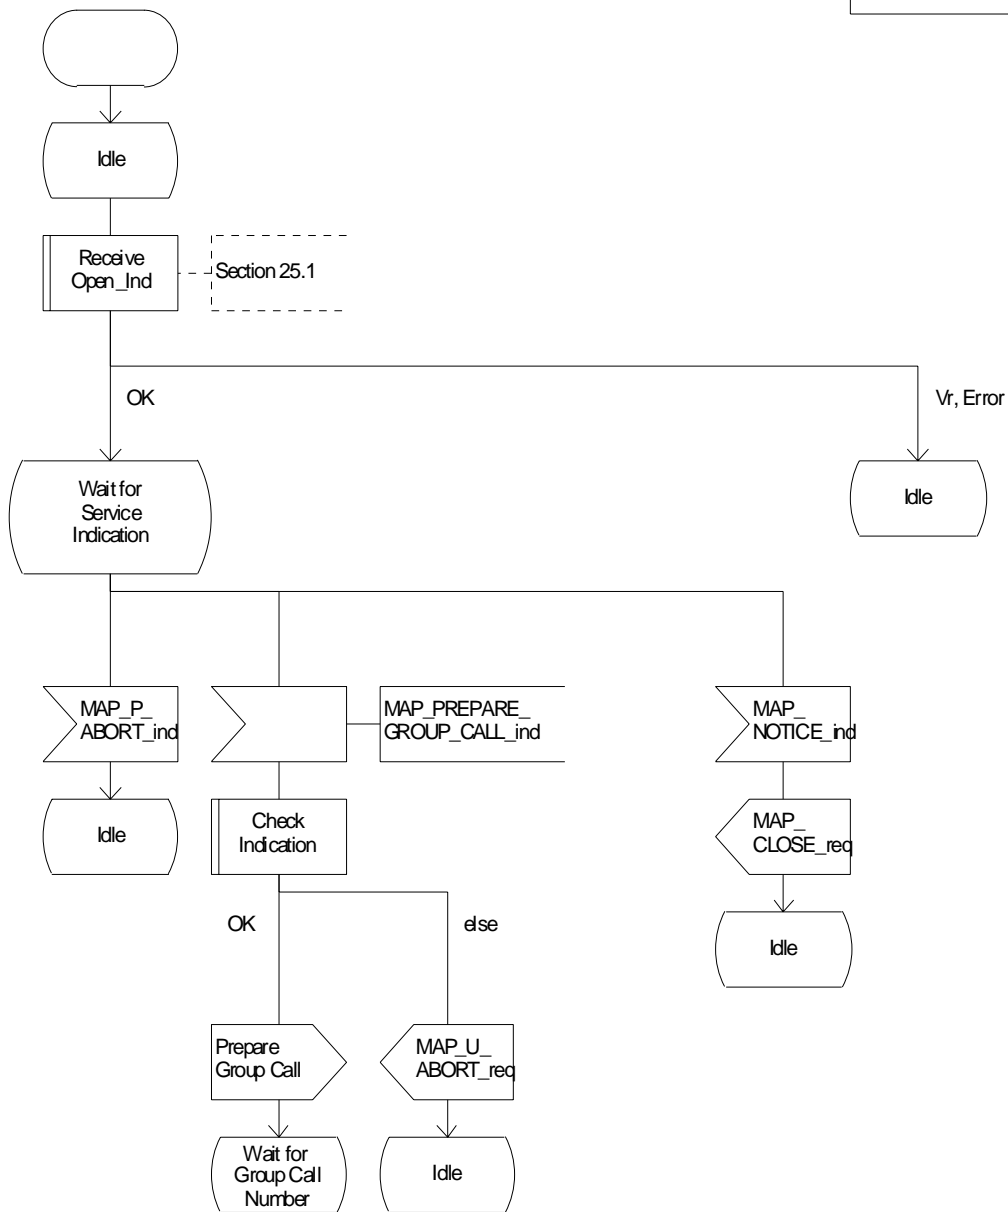 Idle
Receive
Open_Ind
Section 25.1
OK
Vr, Error
Wait for
Service
Indication
Idle
MAP_P_
ABORT_ind
MAP_PREPARE_
GROUP_CALL_ind
MAP_
NOTICE_ind
Idle
Check
Indication
MAP_
CLOSE_req
OK
else
Idle
Prepare
Group Call
MAP_U_
ABORT_req
Wait for
Group Call
Number
Idle